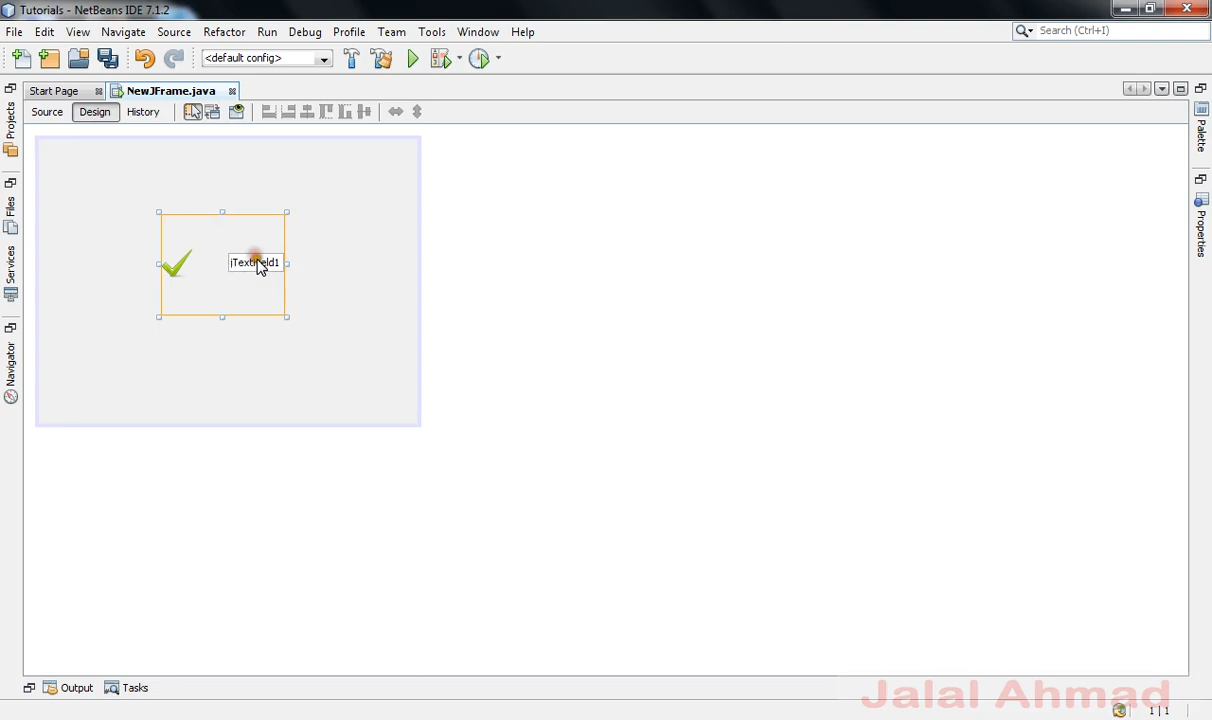 Tutorials - NetBeans IDE 7.1.2
File Edit View Navigate Source Refactor Run Debug Profile Team Tools Window Help
Search (Ctrl+I)
<default config>
Start Page NewJFrame.java
Source Design History
Projects
Files
Services
Navigator
Palette
Properties
jTextField1
Output Tasks
Jalal Ahmad
1|1